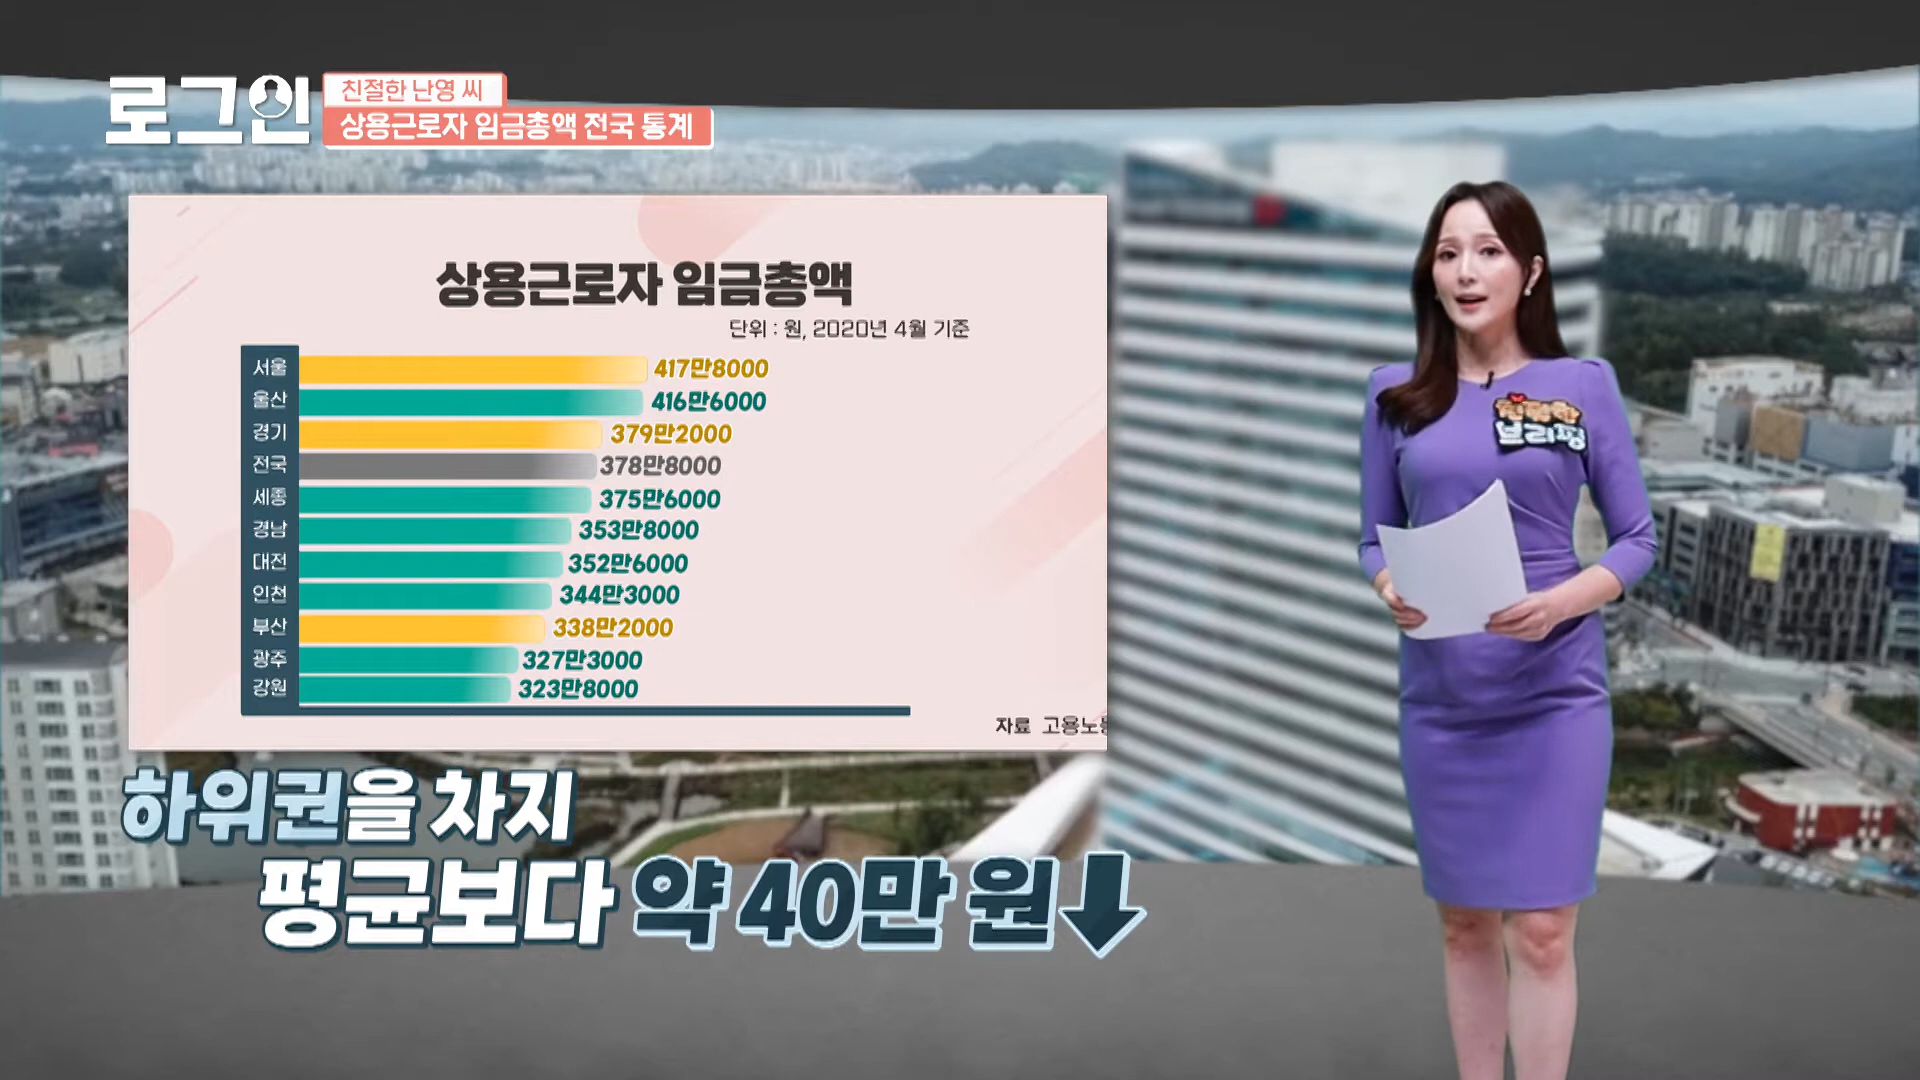 로그인
친절한 난영 씨
상용근로자 임금총액 전국 통계
상용근로자 임금총액
단위 : 원, 2020년 4월 기준
서울 417만8000
울산 416만6000
경기 379만2000
전국 378만8000
세종 375만6000
경남 353만8000
대전 352만6000
인천 344만3000
부산 338만2000
광주 327만3000
강원 323만8000
자료 고용노동
친절한
브리핑
하위권을 차지
평균보다 약 40만 원